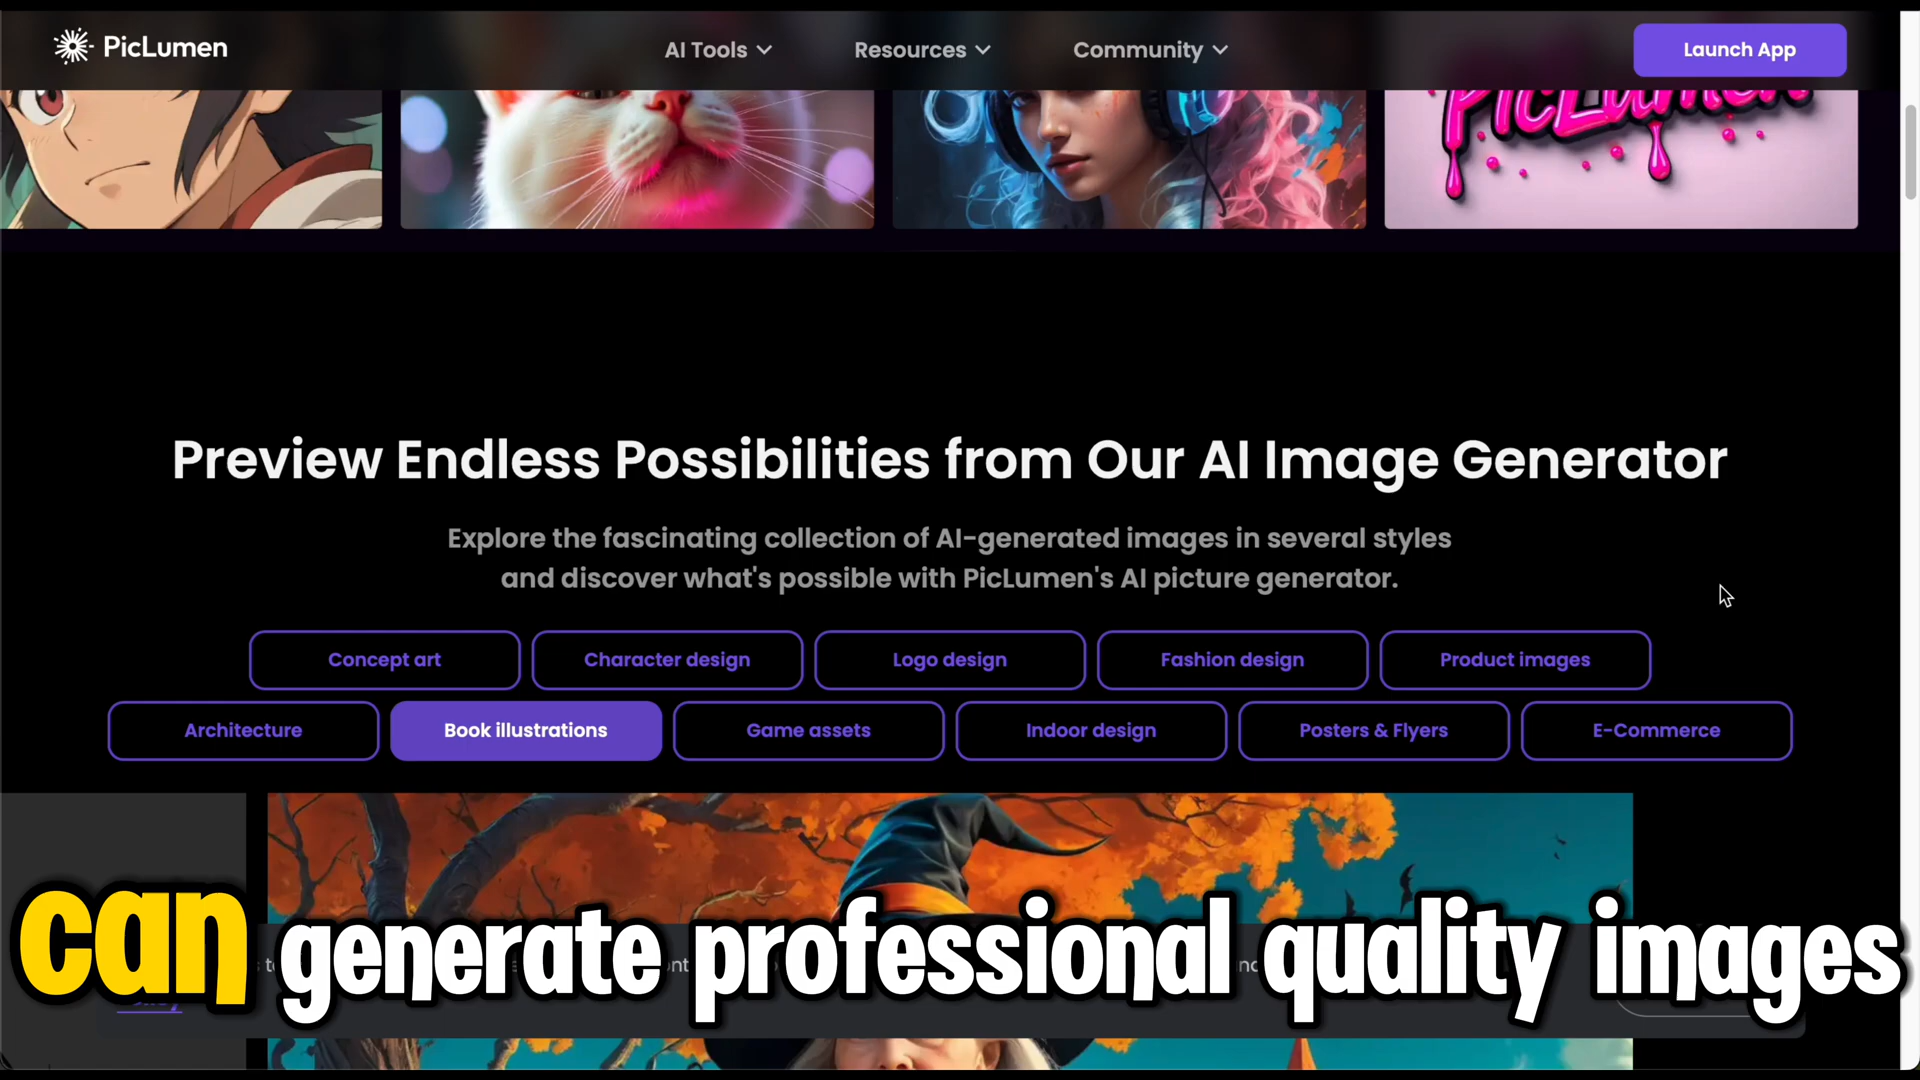 PicLumen
AI Tools
Resources
Community
Launch App
PicLumen
Preview Endless Possibilities from Our AI Image Generator
Explore the fascinating collection of AI-generated images in several styles
and discover what's possible with PicLumen's AI picture generator.
Concept art
Character design
Logo design
Fashion design
Product images
Architecture
Book illustrations
Game assets
Indoor design
Posters & Flyers
E-Commerce
can generate professional quality images